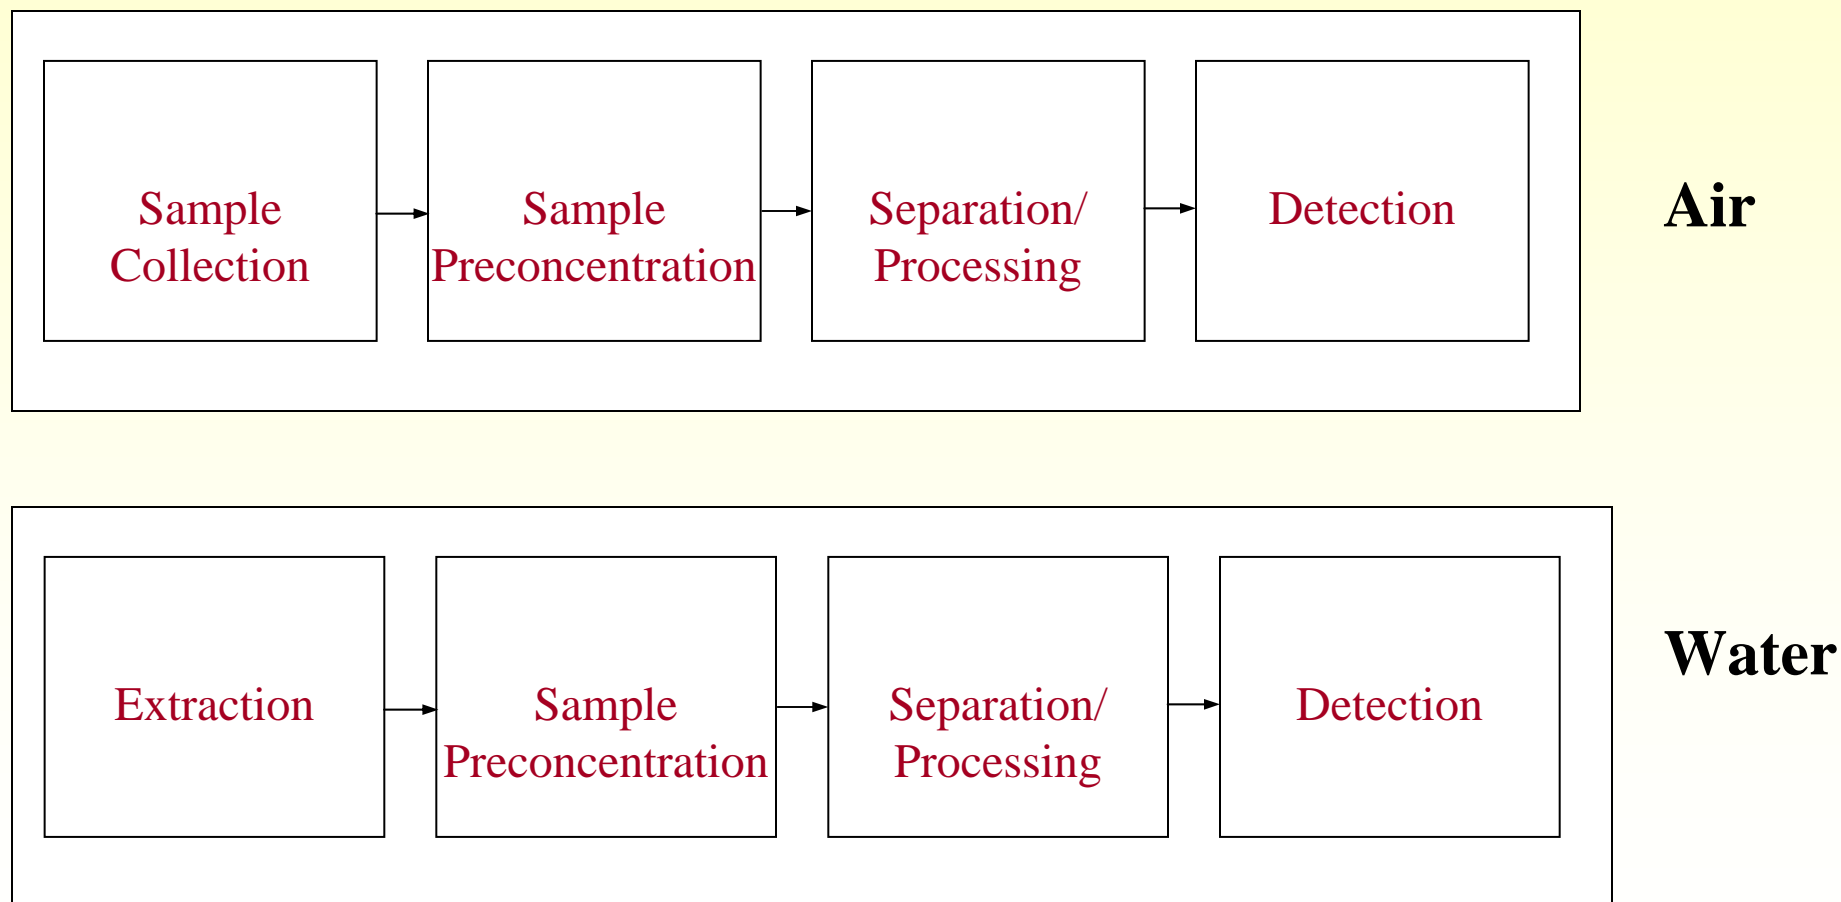 Sample
Collection
Sample
Preconcentration
Separation/
Processing
Detection
Air
Extraction
Sample
Preconcentration
Separation/
Processing
Detection
Water